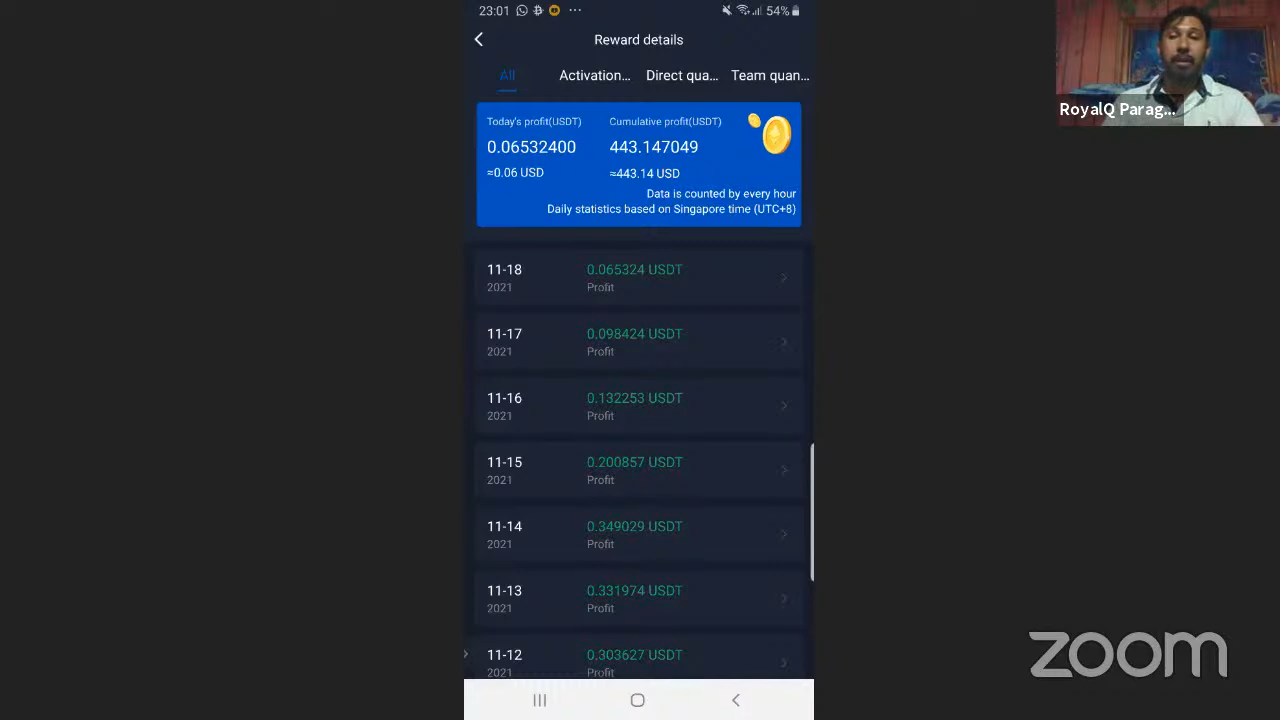 23:01 54%
Reward details
All Activation... Direct qua... Team quan...
Today's profit(USDT) Cumulative profit(USDT)
0.06532400 443.147049
≈0.06 USD ≈443.14 USD
Data is counted by every hour
Daily statistics based on Singapore time (UTC+8)
11-18 0.065324 USDT
2021 Profit
11-17 0.098424 USDT
2021 Profit
11-16 0.132253 USDT
2021 Profit
11-15 0.200857 USDT
2021 Profit
11-14 0.349029 USDT
2021 Profit
11-13 0.331974 USDT
2021 Profit
11-12 0.303627 USDT
2021 Profit
RoyalQ Parag...
zoom